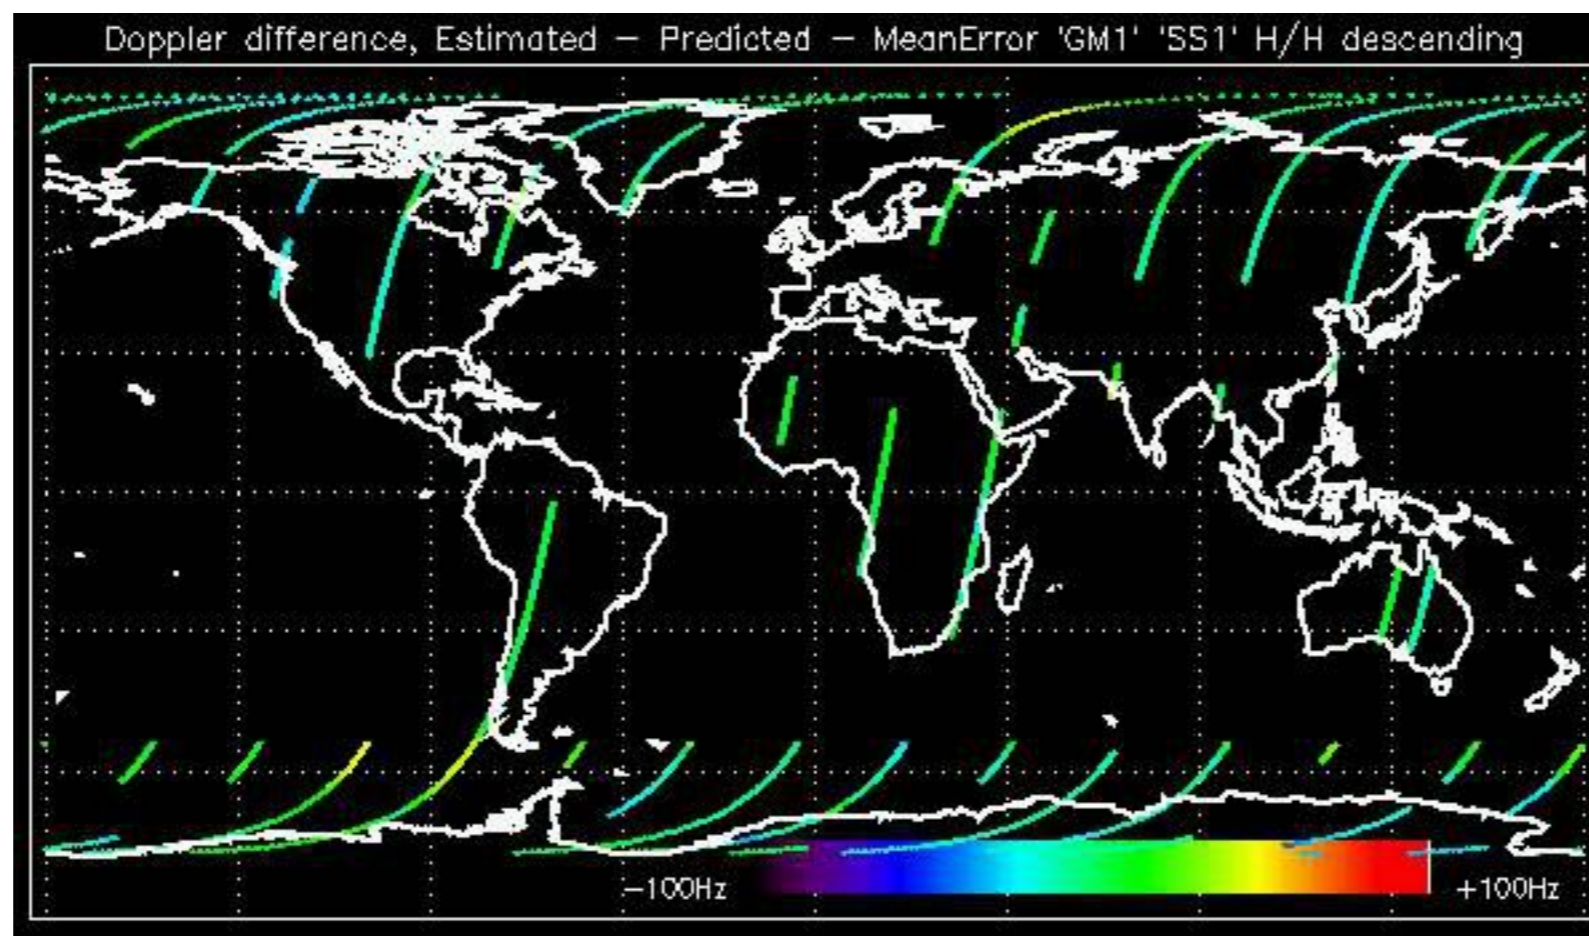 Doppler difference, Estimated − Predicted − MeanError 'GM1' 'SS1' H/H descending
−100Hz
+100Hz